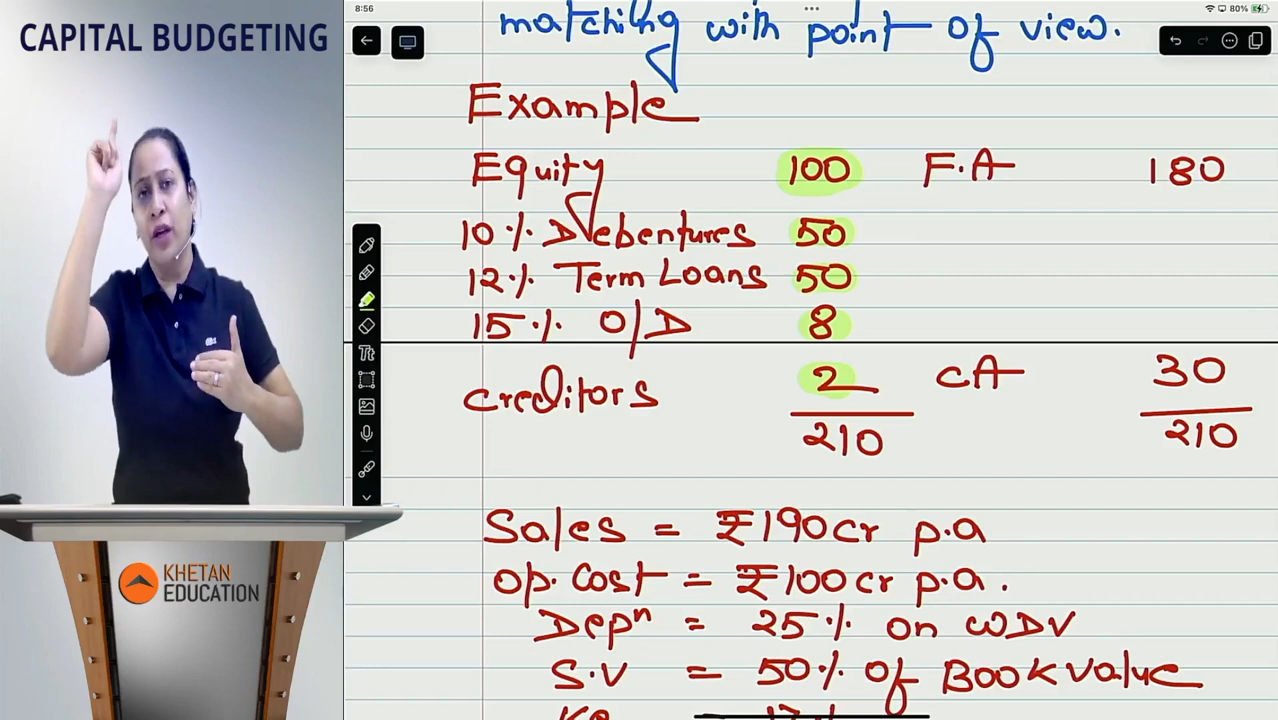 CAPITAL BUDGETING
8:56
80%
matching with point of view.
Example
Equity 100 F.A 180
10% Debentures 50
12% Term Loans 50
15% O/D 8
creditors 2 CA 30
210 210
Sales = ₹190cr p.a
op. cost = ₹100cr p.a.
Depn = 25% on WDV
S.V = 50% of Book value
Tt
KHETAN
EDUCATION